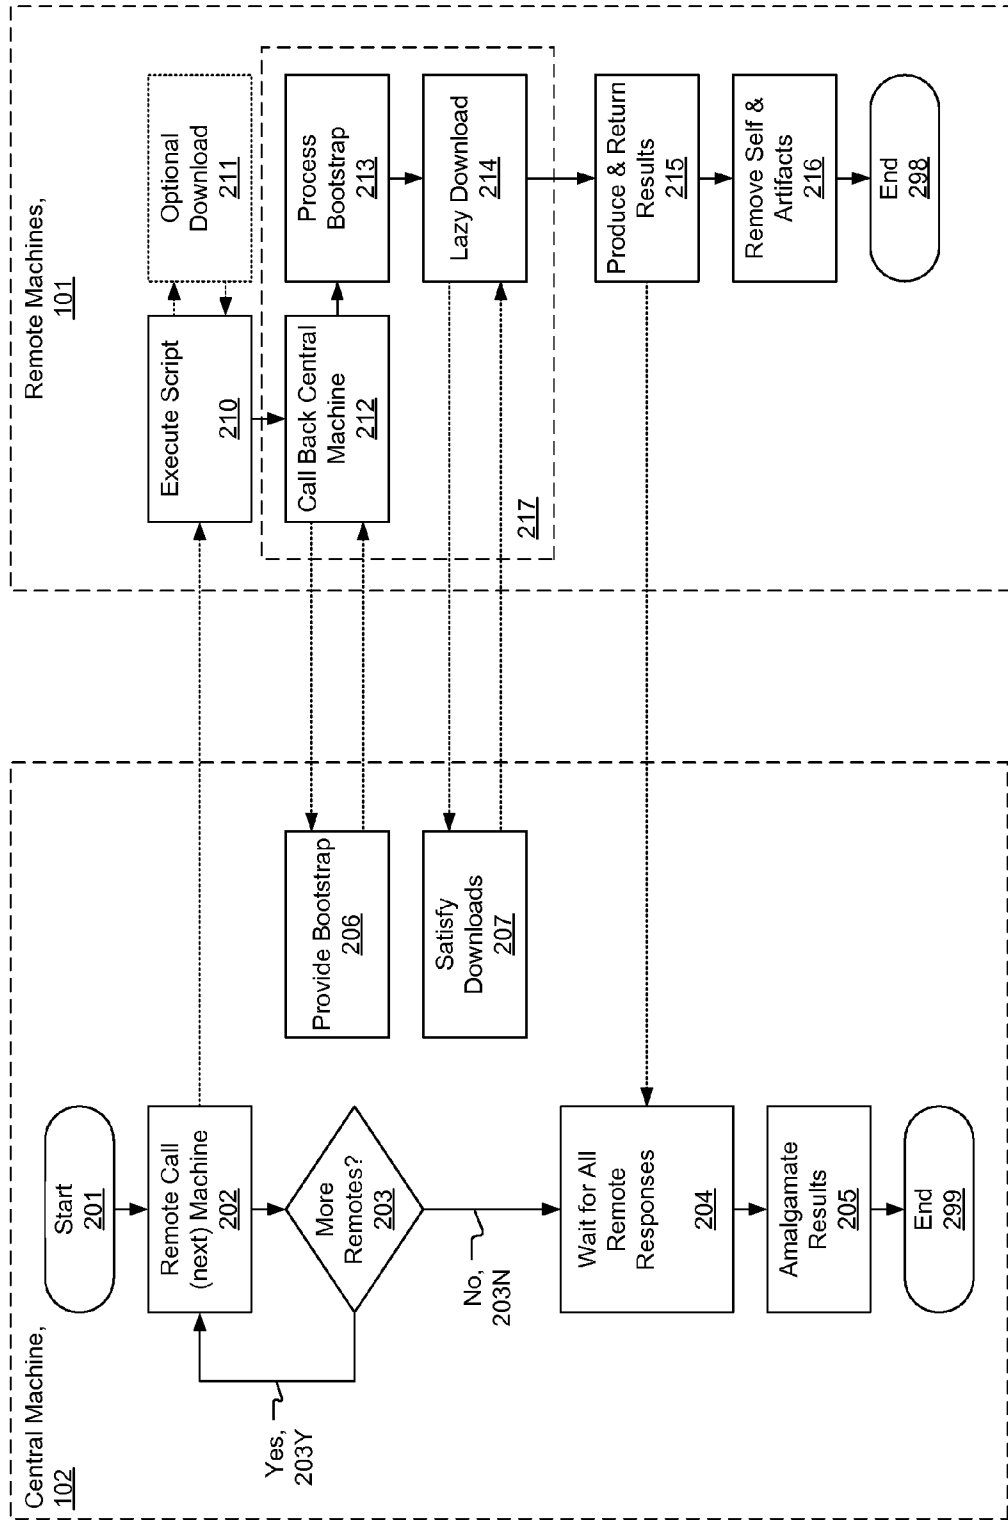 Central Machine,
102
Start
201
Remote Call
(next) Machine
202
More
Remotes?
203
Yes,
203Y
No,
203N
Wait for All
Remote
Responses
204
Amalgamate
Results
205
End
299
Provide Bootstrap
206
Satisfy
Downloads
207
Remote Machines,
101
Execute Script
210
Optional
Download
211
Call Back Central
Machine
212
Process
Bootstrap
213
Lazy Download
214
217
Produce & Return
Results
215
Remove Self &
Artifacts
216
End
298